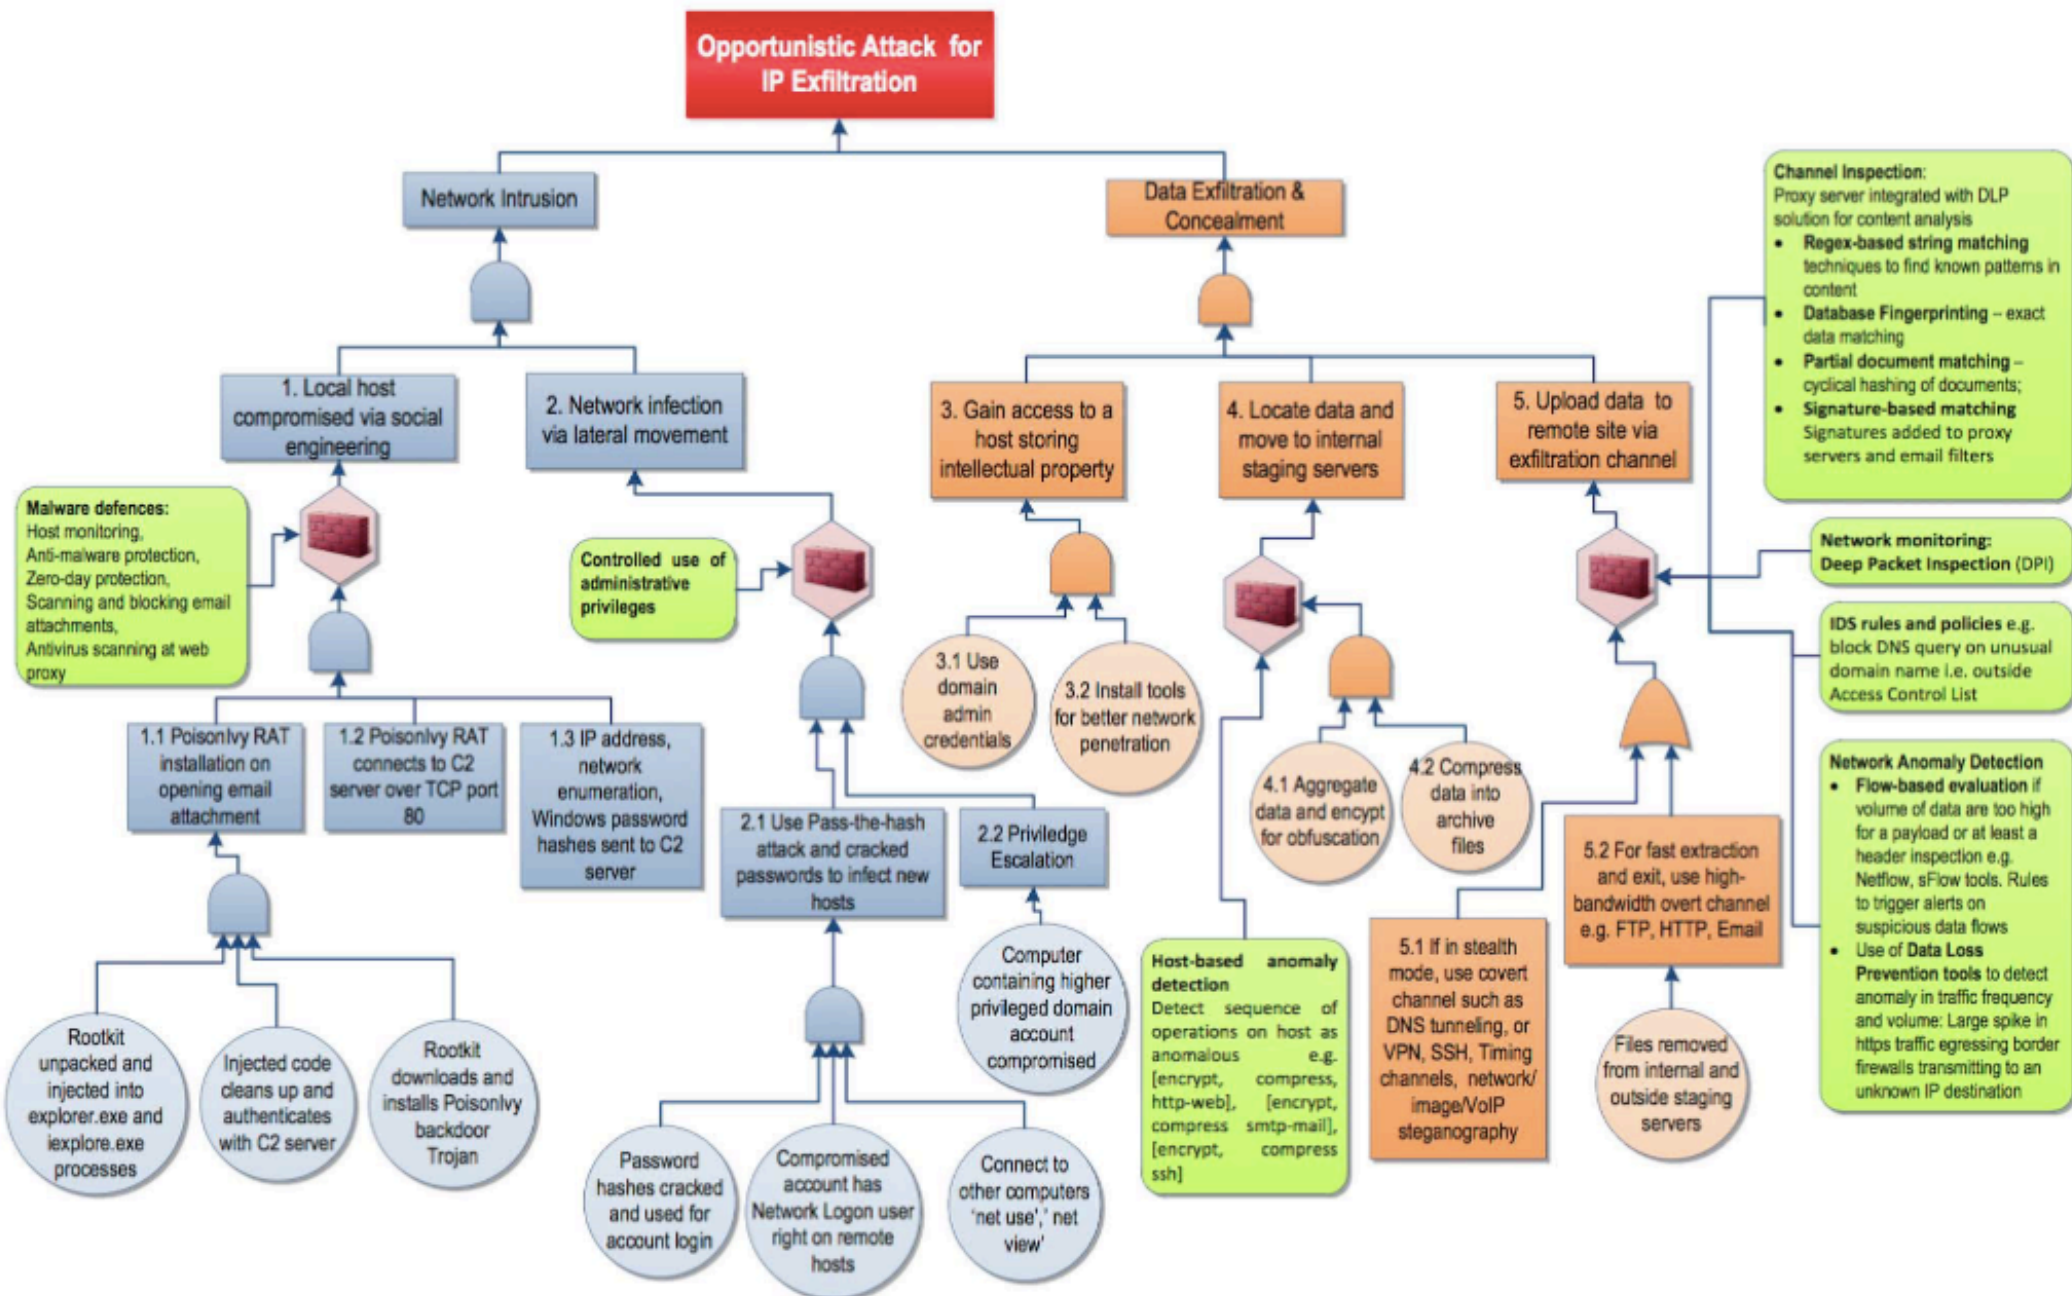 Opportunistic Attack for
IP Exfiltration
Network Intrusion
Data Exfiltration &
Concealment
1. Local host
compromised via social
engineering
2. Network infection
via lateral movement
3. Gain access to a
host storing
intellectual property
4. Locate data and
move to internal
staging servers
5. Upload data to
remote site via
exfiltration channel
Channel Inspection:
Proxy server integrated with DLP
solution for content analysis
• Regex-based string matching
techniques to find known patterns in
content
• Database Fingerprinting – exact
data matching
• Partial document matching –
cyclical hashing of documents;
• Signature-based matching
Signatures added to proxy
servers and email filters
Malware defences:
Host monitoring,
Anti-malware protection,
Zero-day protection,
Scanning and blocking email
attachments,
Antivirus scanning at web
proxy
Controlled use of
administrative
privileges
Network monitoring:
Deep Packet Inspection (DPI)
IDS rules and policies e.g.
block DNS query on unusual
domain name i.e. outside
Access Control List
3.1 Use
domain
admin
credentials
3.2 Install tools
for better network
penetration
1.1 PoisonIvy RAT
installation on
opening email
attachment
1.2 PoisonIvy RAT
connects to C2
server over TCP port
80
1.3 IP address,
network
enumeration,
Windows password
hashes sent to C2
server
4.1 Aggregate
data and encrypt
for obfuscation
4.2 Compress
data into
archive
files
Network Anomaly Detection
• Flow-based evaluation if
volume of data are too high
for a payload or at least a
header inspection e.g.
Netflow, sFlow tools. Rules
to trigger alerts on
suspicious data flows
• Use of Data Loss
Prevention tools to detect
anomaly in traffic frequency
and volume: Large spike in
https traffic egressing border
firewalls transmitting to an
unknown IP destination
2.1 Use Pass-the-hash
attack and cracked
passwords to infect new
hosts
2.2 Priviledge
Escalation
5.2 For fast extraction
and exit, use high-
bandwidth overt channel
e.g. FTP, HTTP, Email
5.1 If in stealth
mode, use covert
channel such as
DNS tunneling, or
VPN, SSH, Timing
channels, network/
image/VoIP
steganography
Computer
containing higher
privileged domain
account
compromised
Host-based anomaly
detection
Detect sequence of
operations on host as
anomalous e.g.
[encrypt, compress,
http-web], [encrypt,
compress smtp-mail],
[encrypt, compress
ssh]
Files removed
from internal and
outside staging
servers
Rootkit
unpacked and
injected into
explorer.exe and
iexplore.exe
processes
Injected code
cleans up and
authenticates
with C2 server
Rootkit
downloads and
installs PoisonIvy
backdoor
Trojan
Password
hashes cracked
and used for
account login
Compromised
account has
Network Logon user
right on remote
hosts
Connect to
other computers
'net use',' net
view'